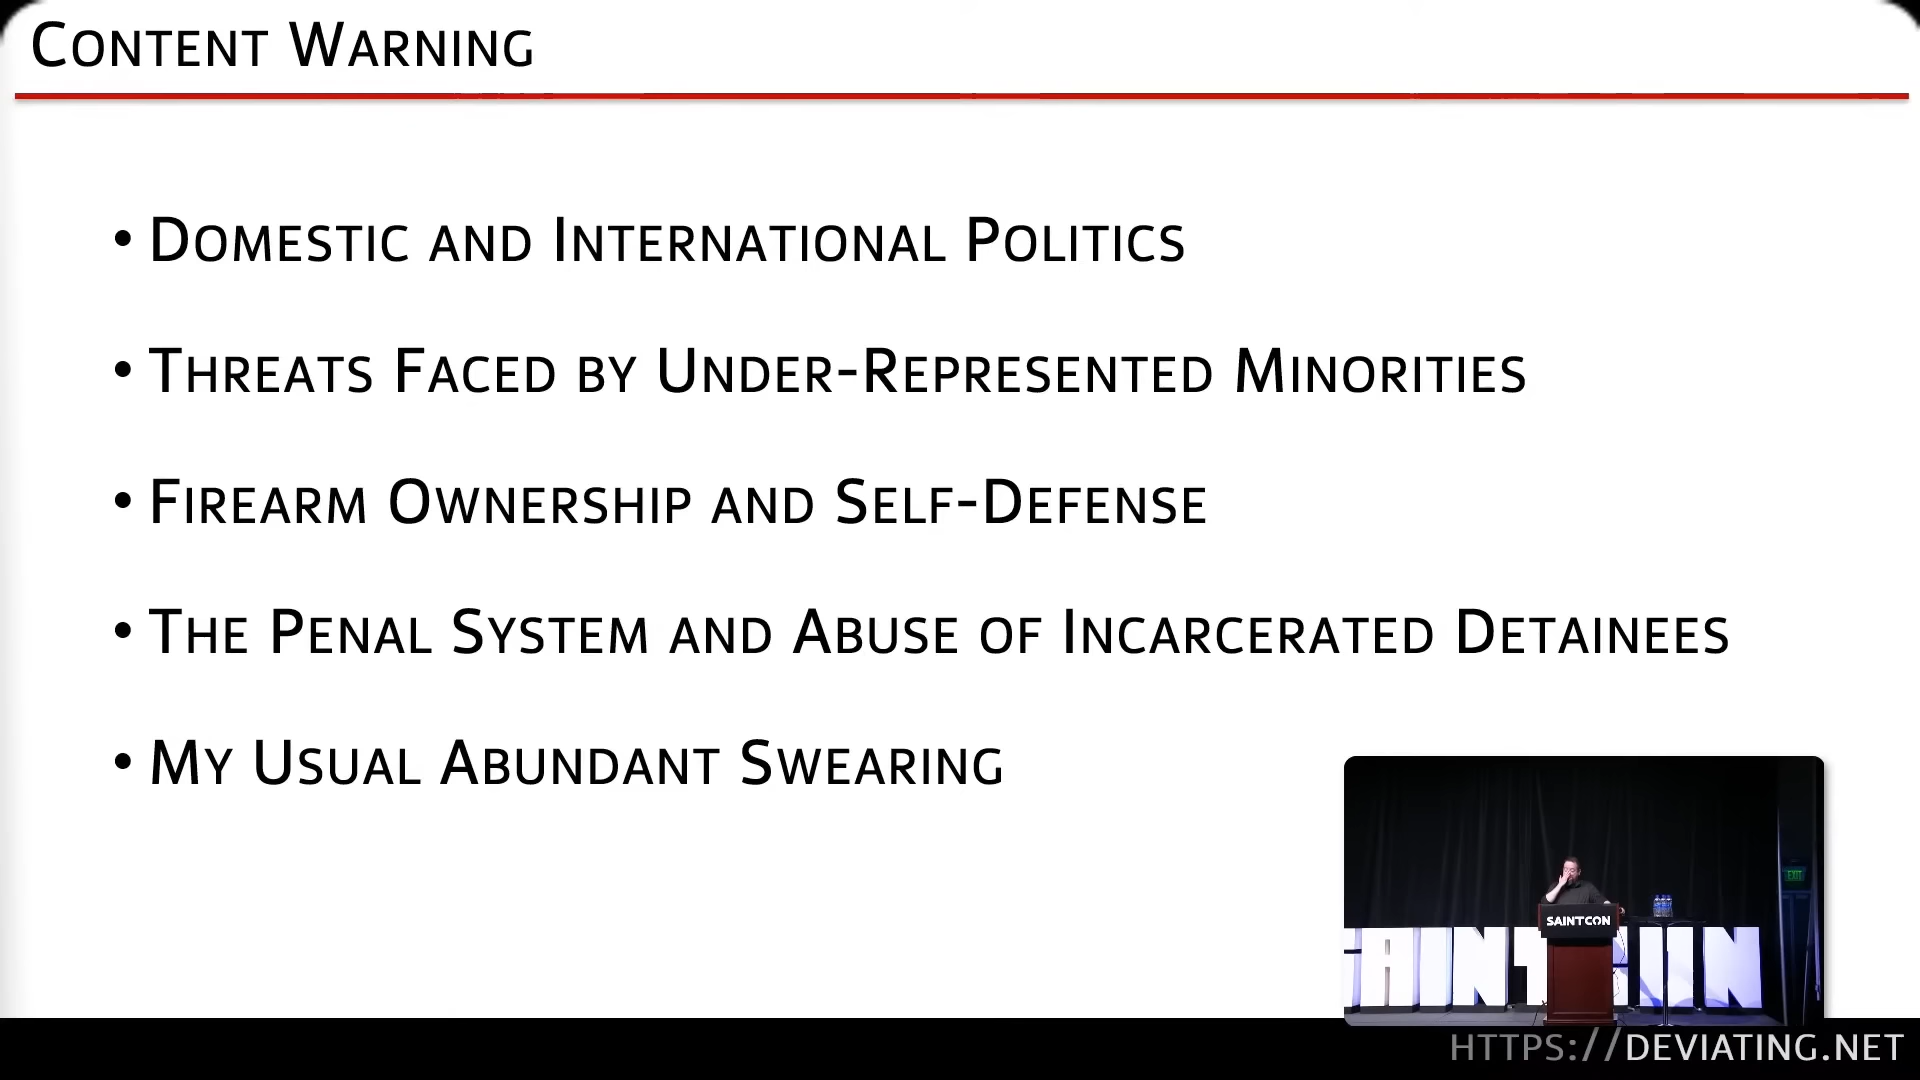 Content Warning
• Domestic and International Politics
• Threats Faced by Under-Represented Minorities
• Firearm Ownership and Self-Defense
• The Penal System and Abuse of Incarcerated Detainees
• My Usual Abundant Swearing
EXIT
SAINTCON
HTTPS://DEVIATING.NET